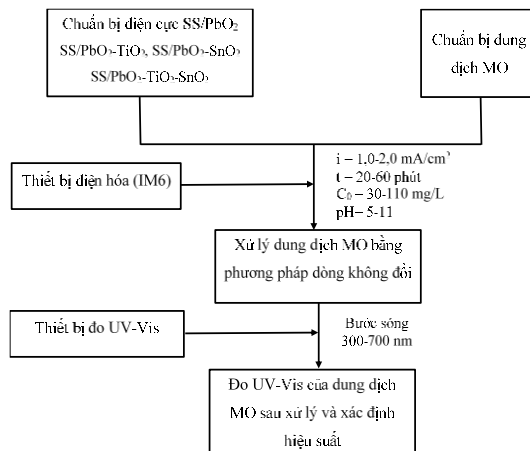 Chuẩn bị điện cực SS/PbO₂
SS/PbO₂-TiO₂, SS/PbO₂-SnO₂
SS/PbO₂-TiO₂-SnO₂
Chuẩn bị dung
dịch MO
i – 1,0-2,0 mA/cm²
t – 20-60 phút
C₀ – 30-110 mg/L
pH– 5-11
Thiết bị điện hóa (IM6)
Xử lý dung dịch MO bằng
phương pháp dòng không đổi
Thiết bị đo UV-Vis
Bước sóng
300-700 nm
Đo UV-Vis của dung dịch
MO sau xử lý và xác định
hiệu suất